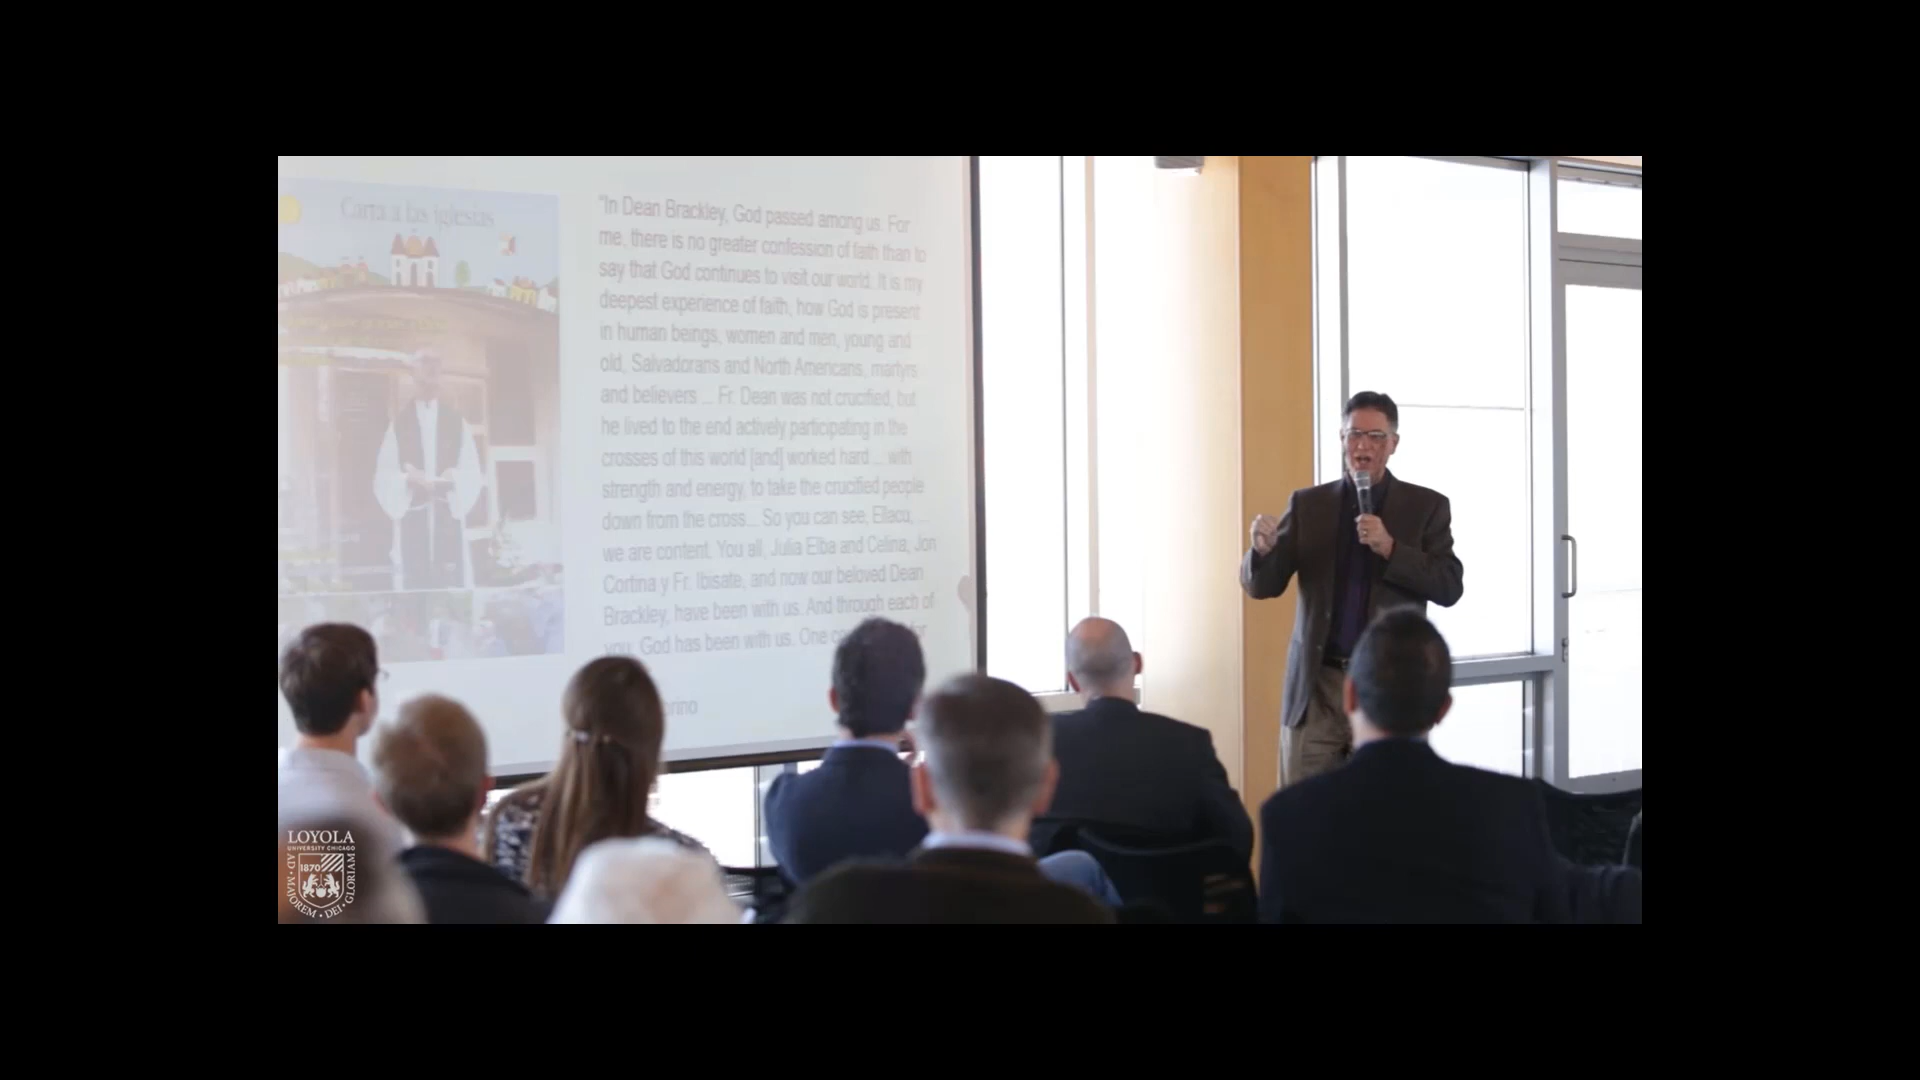 Carta a las iglesias
"In Dean Brackley, God passed among us. For
me, there is no greater confession of faith than to
say that God continues to visit our world. It is my
deepest experience of faith, how God is present
in human beings, women and men, young and
old, Salvadorans and North Americans, martyrs
and believers ... Fr. Dean was not crucified, but
he lived to the end actively participating in the
crosses of this world [and] worked hard ... with
strength and energy, to take the crucified people
down from the cross... So you can see, Ellacu, ...
we are content. You all, Julia Elba and Celina, Jon
Cortina y Fr. Ibisate, and now our beloved Dean
Brackley, have been with us. And through each of
you, God has been with us. One
LOYOLA
UNIVERSITY CHICAGO
1870
AD • MAJOREM • DEI • GLORIAM